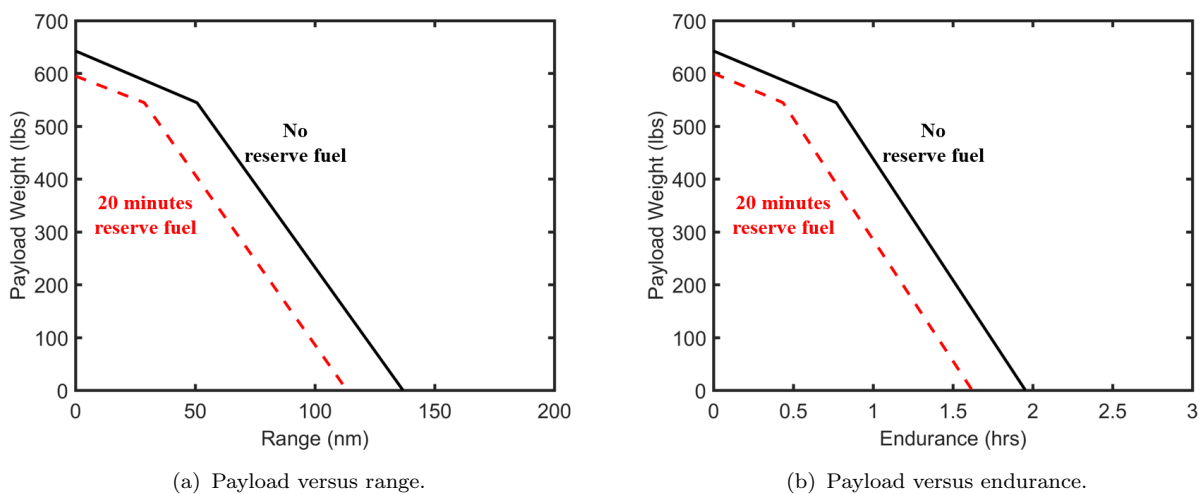 700
600
500
400
300
200
100
0
Payload Weight (lbs)
No
reserve fuel
20 minutes
reserve fuel
0
50
100
150
200
Range (nm)
(a) Payload versus range.
700
600
500
400
300
200
100
0
Payload Weight (lbs)
No
reserve fuel
20 minutes
reserve fuel
0
0.5
1
1.5
2
2.5
3
Endurance (hrs)
(b) Payload versus endurance.